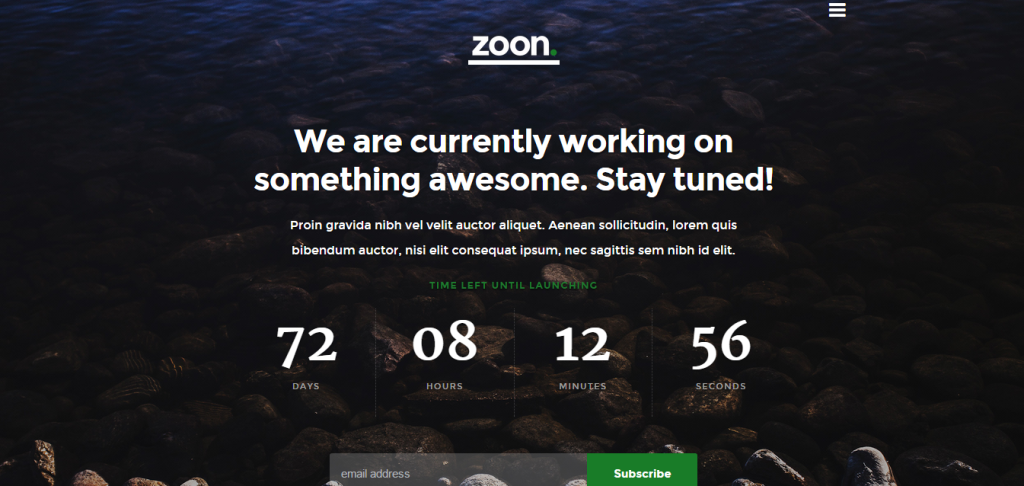 zoon.
We are currently working on
something awesome. Stay tuned!
Proin gravida nibh vel velit auctor aliquet. Aenean sollicitudin, lorem quis
bibendum auctor, nisi elit consequat ipsum, nec sagittis sem nibh id elit.
TIME LEFT UNTIL LAUNCHING
72 08 12 56
DAYS HOURS MINUTES SECONDS
email address Subscribe